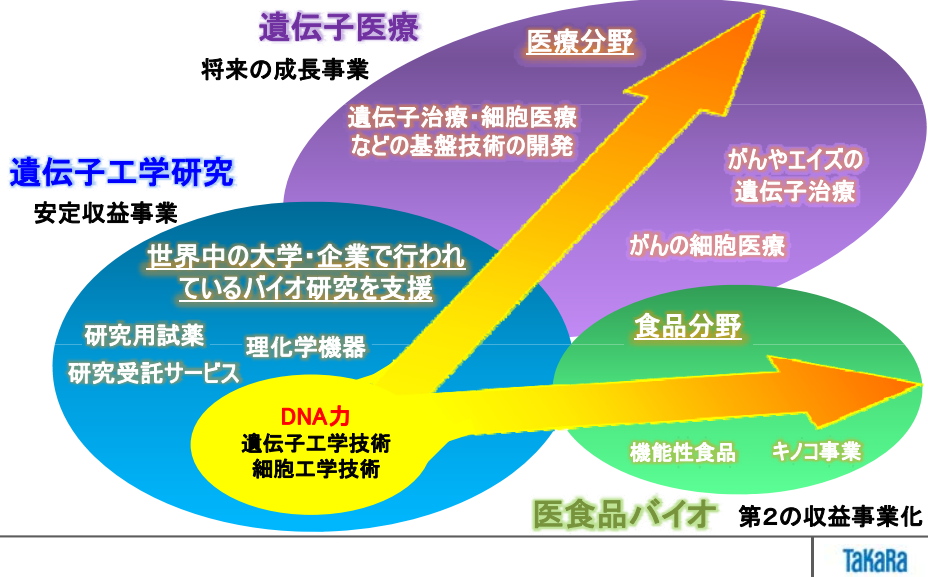 遺伝子医療
将来の成長事業
医療分野
遺伝子治療・細胞医療
などの基盤技術の開発
がんやエイズの
遺伝子治療
がんの細胞医療
遺伝子工学研究
安定収益事業
世界中の大学・企業で行われ
ているバイオ研究を支援
研究用試薬
理化学機器
研究受託サービス
DNA力
遺伝子工学技術
細胞工学技術
食品分野
機能性食品
キノコ事業
医食品バイオ
第2の収益事業化
TaKaRa